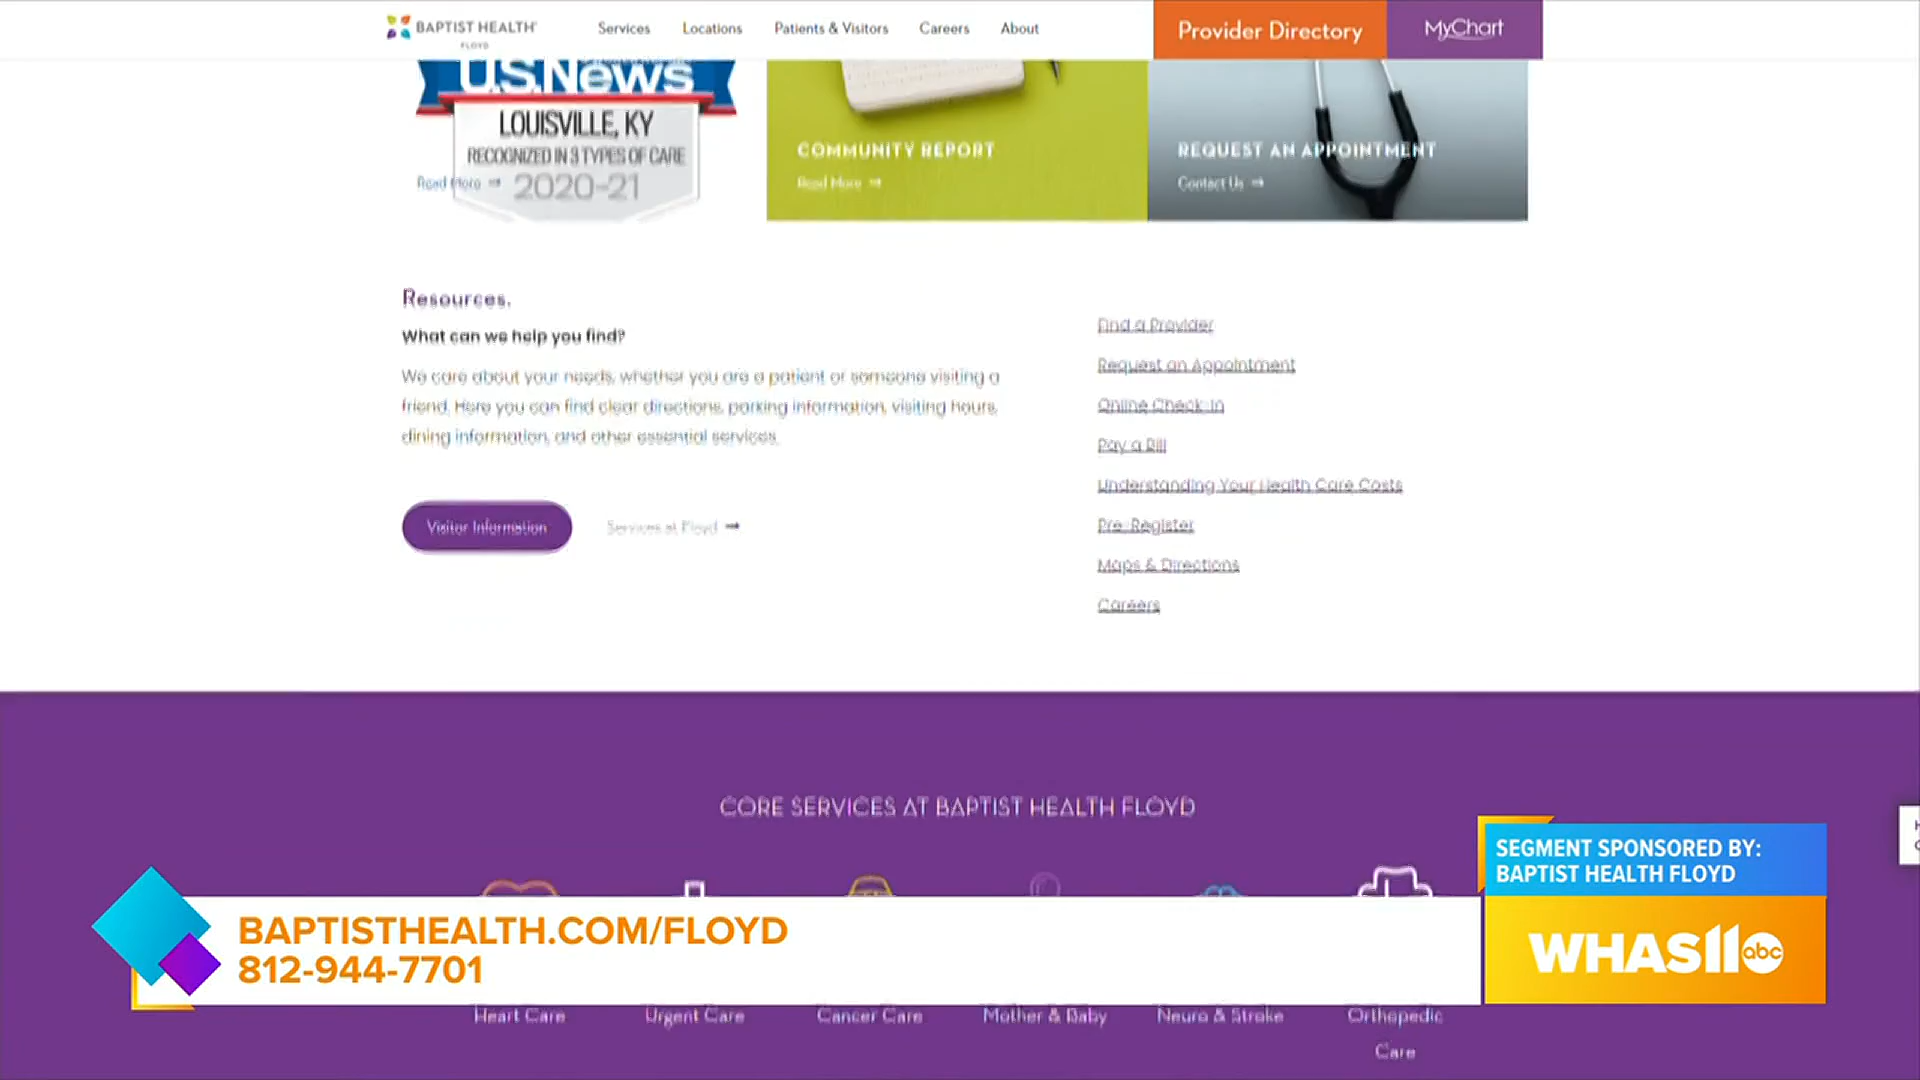 BAPTIST HEALTH
FLOYD
Services
Locations
Patients & Visitors
Careers
About
Provider Directory
MyChart
U.S.News
LOUISVILLE, KY
RECOGNIZED IN 3 TYPES OF CARE
2020-21
Read More
COMMUNITY REPORT
Read More
REQUEST AN APPOINTMENT
Contact Us
Resources.
What can we help you find?
We care about your needs, whether you are a patient or someone visiting a
friend. Here you can find clear directions, parking information, visiting hours,
dining information, and other essential services.
Visitor Information
Services at Floyd
Find a Provider
Request an Appointment
Online Check-In
Pay a Bill
Understanding Your Health Care Costs
Pre-Register
Maps & Directions
Careers
CORE SERVICES AT BAPTIST HEALTH FLOYD
SEGMENT SPONSORED BY:
BAPTIST HEALTH FLOYD
BAPTISTHEALTH.COM/FLOYD
812-944-7701
WHAS11 abc
Heart Care
Urgent Care
Cancer Care
Mother & Baby
Neuro & Stroke
Orthopedic
Care